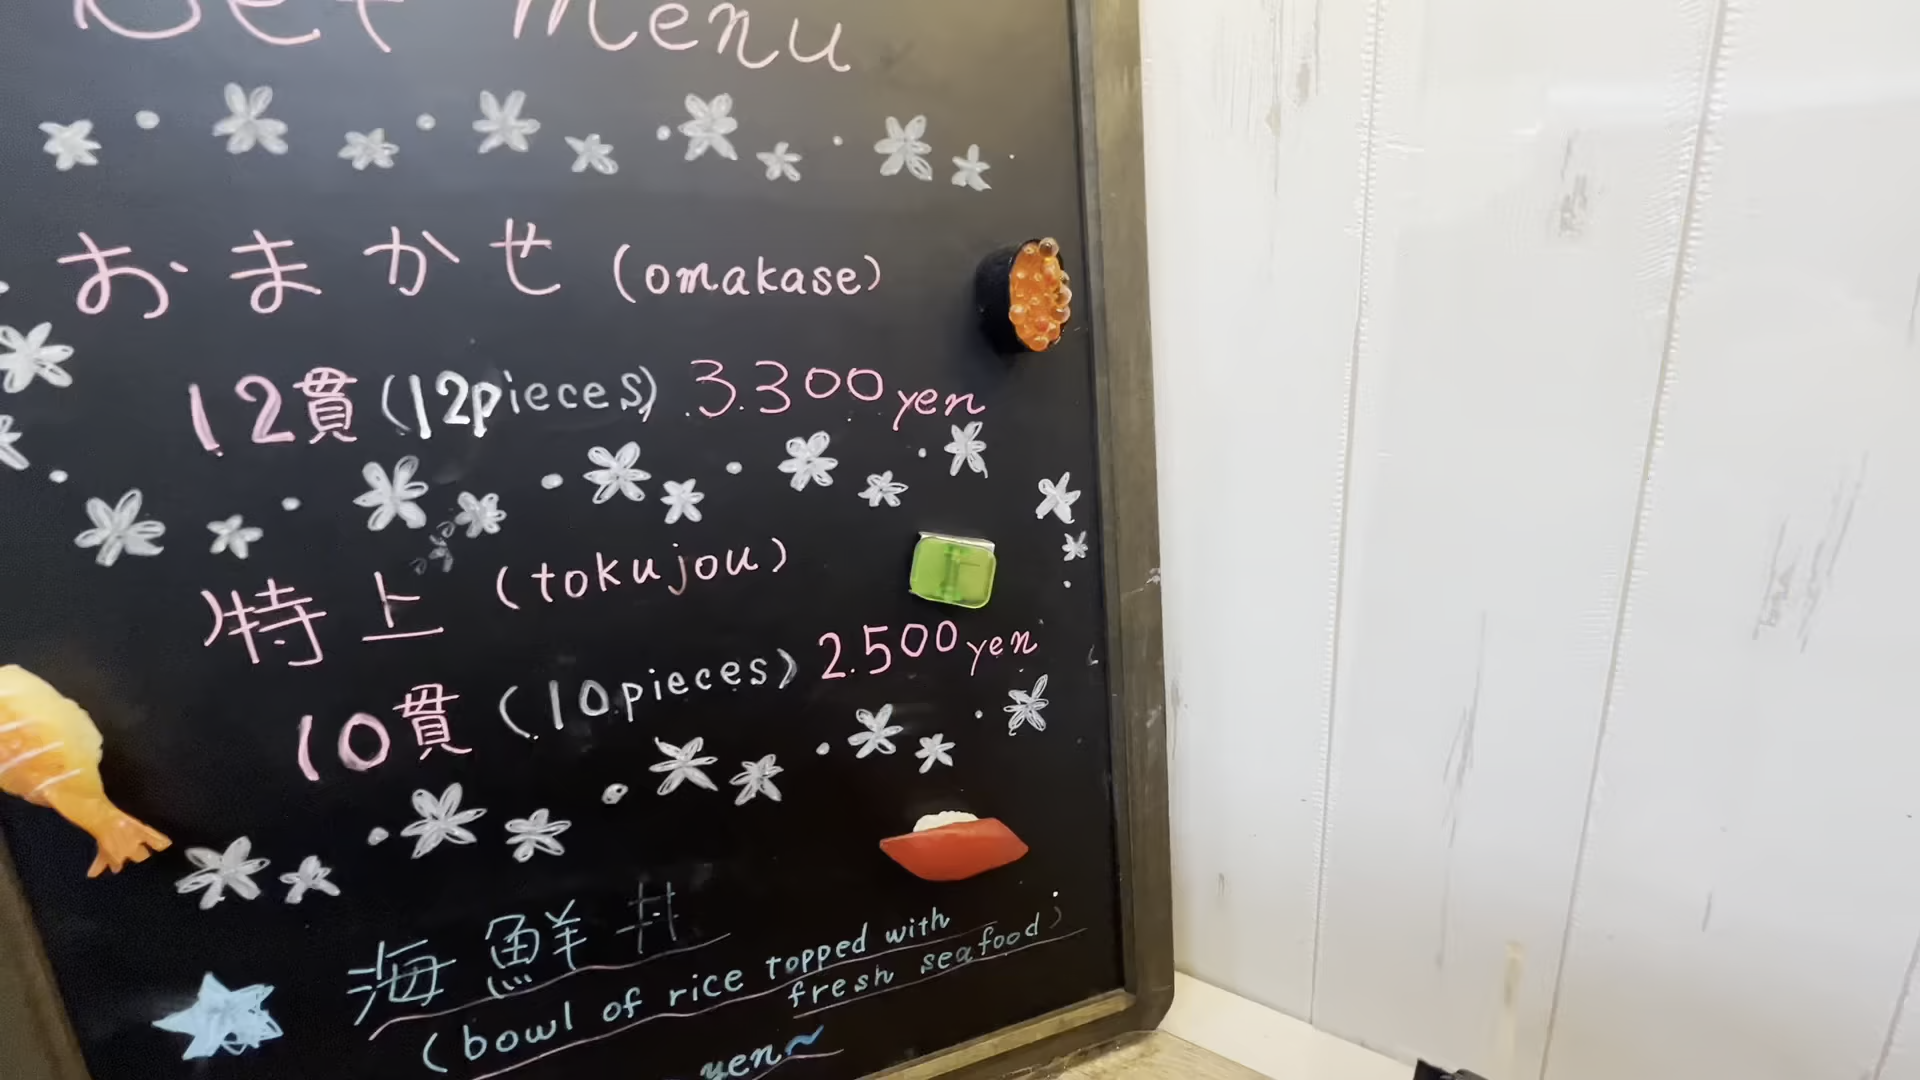 Set Menu
おまかせ (omakase)
12貫 (12pieces) 3.300yen
特上 (tokujou)
10貫 (10pieces) 2.500yen
海鮮丼
(bowl of rice topped with
fresh seafood)
yen~